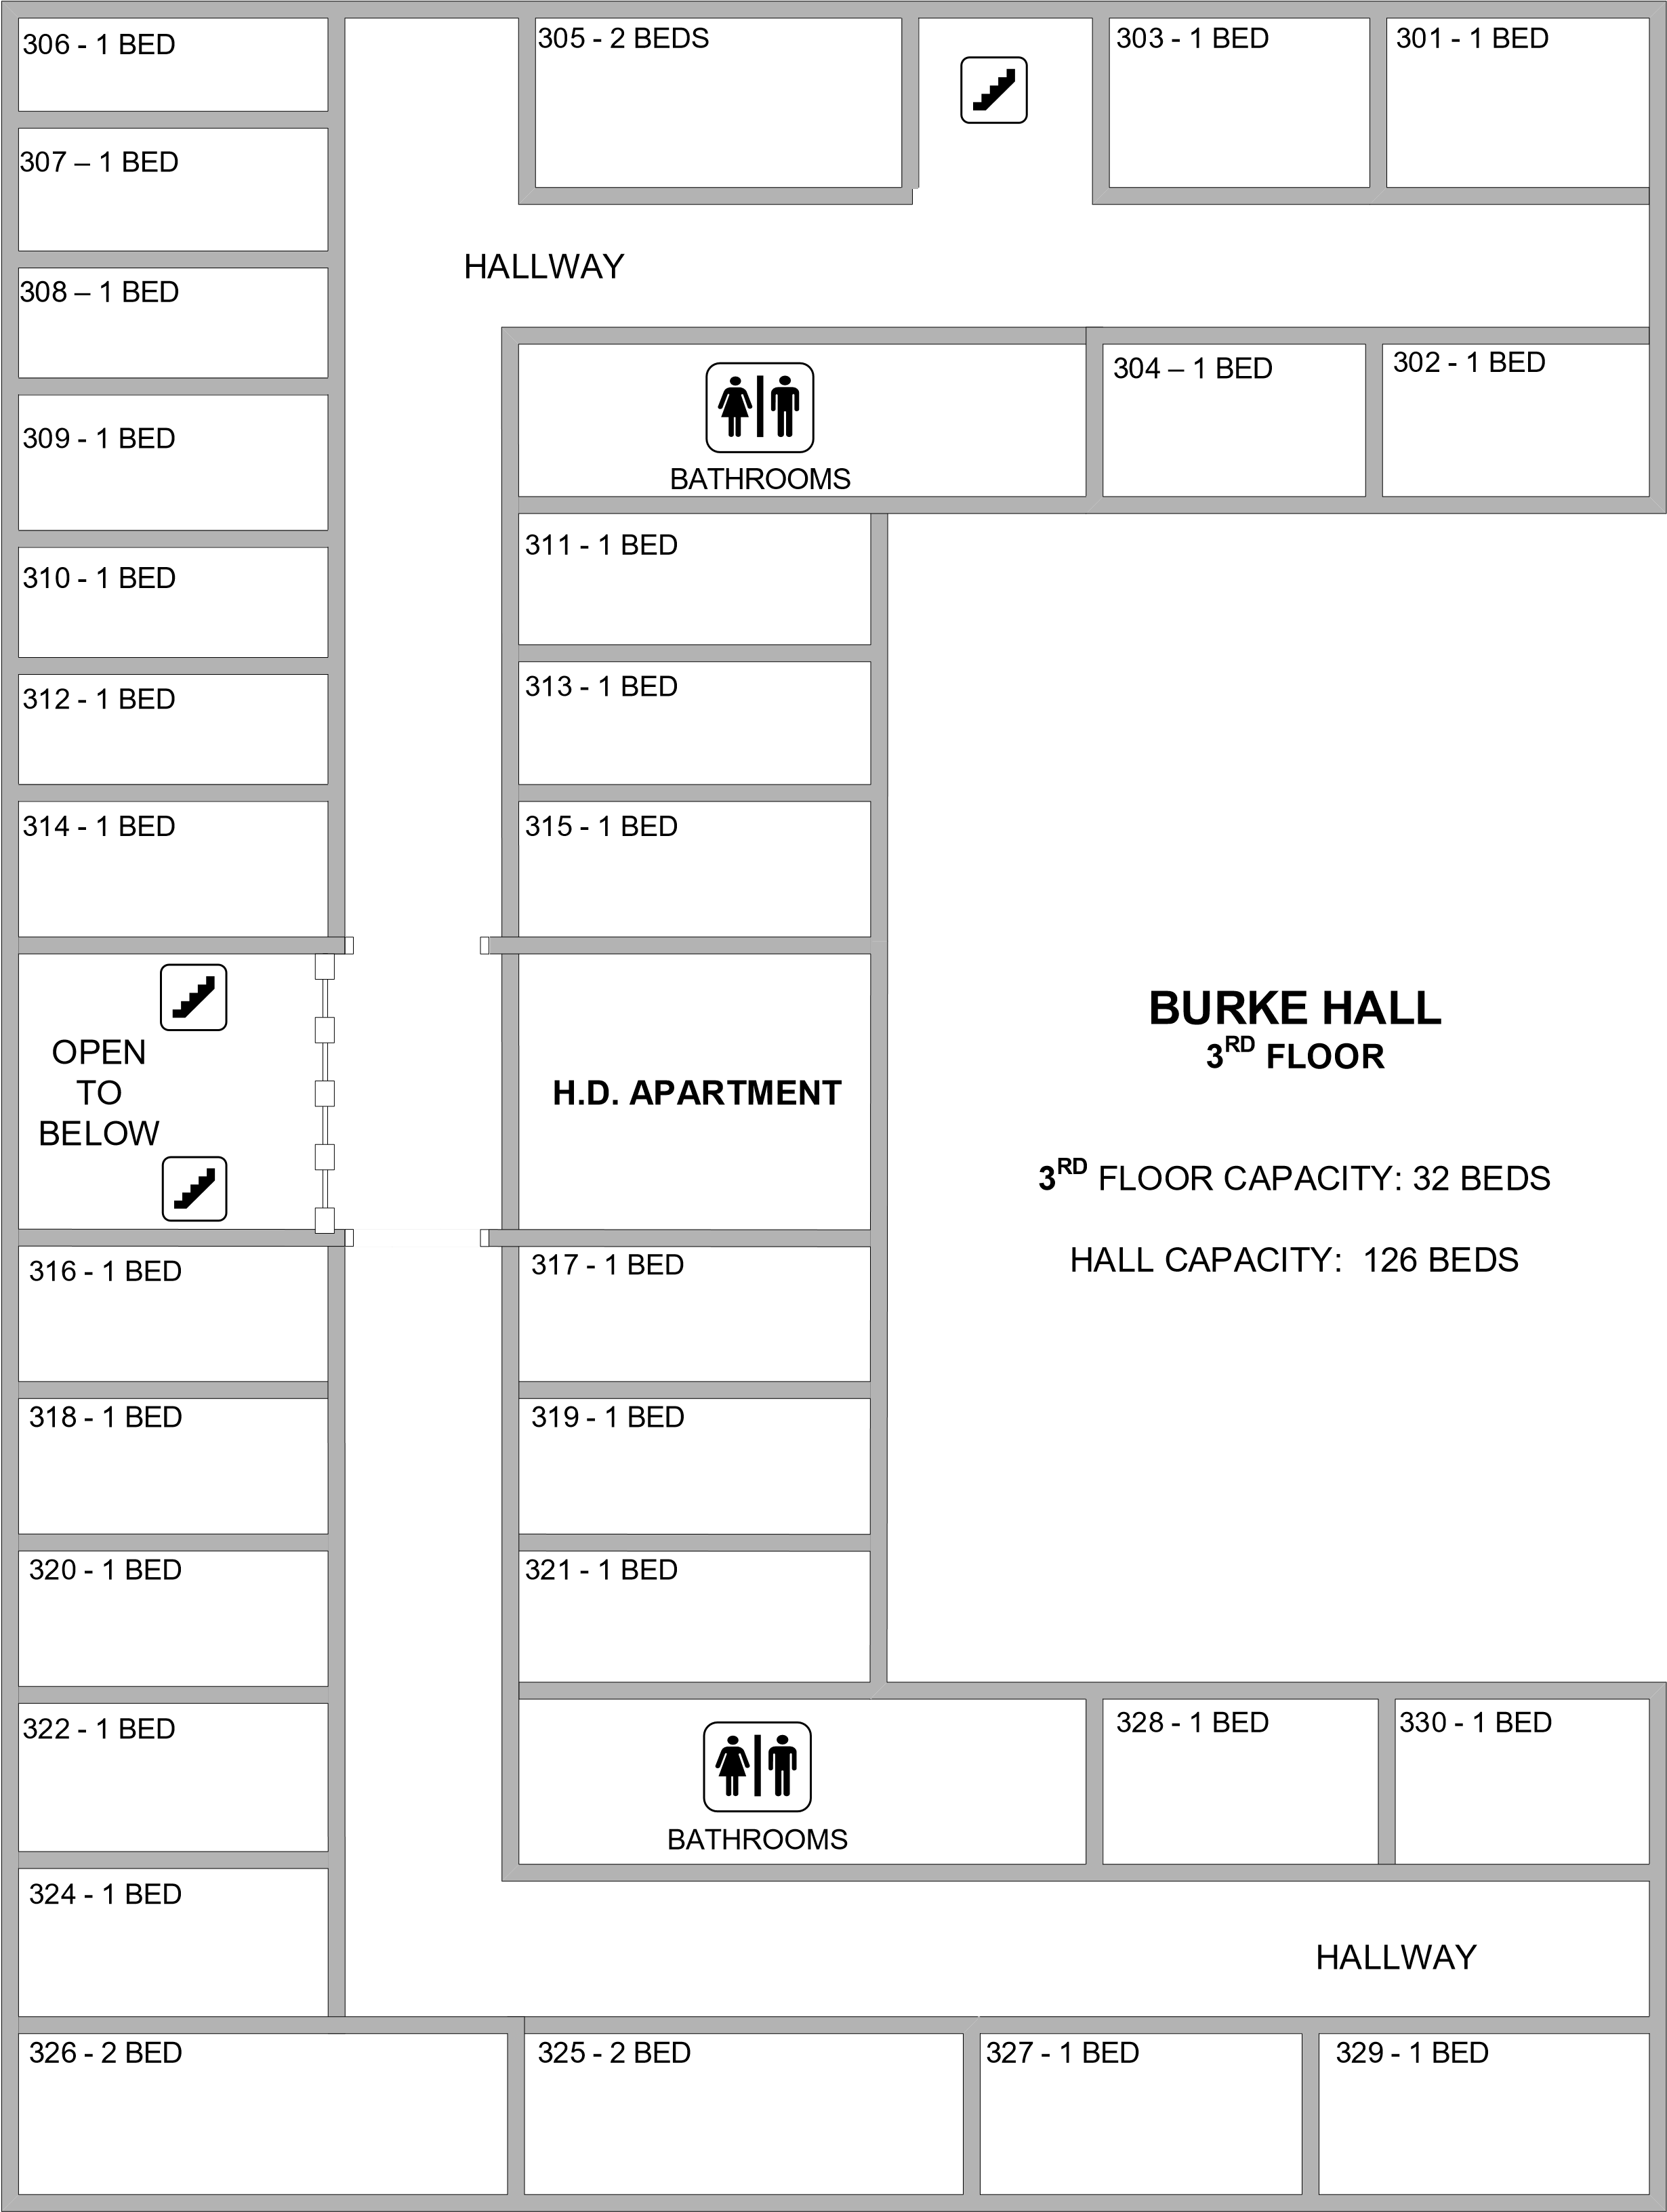 306 - 1 BED
305 - 2 BEDS
303 - 1 BED
301 - 1 BED
307 – 1 BED
HALLWAY
308 – 1 BED
304 – 1 BED
302 - 1 BED
309 - 1 BED
BATHROOMS
311 - 1 BED
310 - 1 BED
313 - 1 BED
312 - 1 BED
315 - 1 BED
314 - 1 BED
OPEN
TO
BELOW
H.D. APARTMENT
BURKE HALL
3RD FLOOR
3RD FLOOR CAPACITY: 32 BEDS
HALL CAPACITY:  126 BEDS
316 - 1 BED
317 - 1 BED
318 - 1 BED
319 - 1 BED
320 - 1 BED
321 - 1 BED
322 - 1 BED
328 - 1 BED
330 - 1 BED
BATHROOMS
324 - 1 BED
HALLWAY
326 - 2 BED
325 - 2 BED
327 - 1 BED
329 - 1 BED